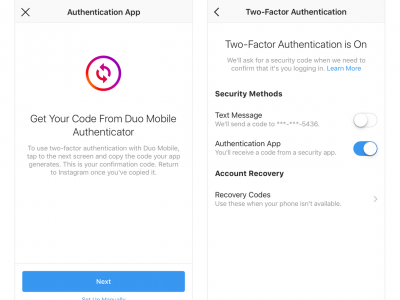 Authentication App
Get Your Code From Duo Mobile
Authenticator
To use two-factor authentication with Duo Mobile,
tap to the next screen and copy the code your app
generates. This is your confirmation code. Return
to Instagram once you've copied it.
Next
Set Up Manually
Two-Factor Authentication
Two-Factor Authentication is On
We'll ask for a security code when we need to
confirm that it's you logging in. Learn More
Security Methods
Text Message
We'll send a code to ***-***-5436.
Authentication App
You'll receive a code from a security app.
Account Recovery
Recovery Codes
Use these when your phone isn't available.